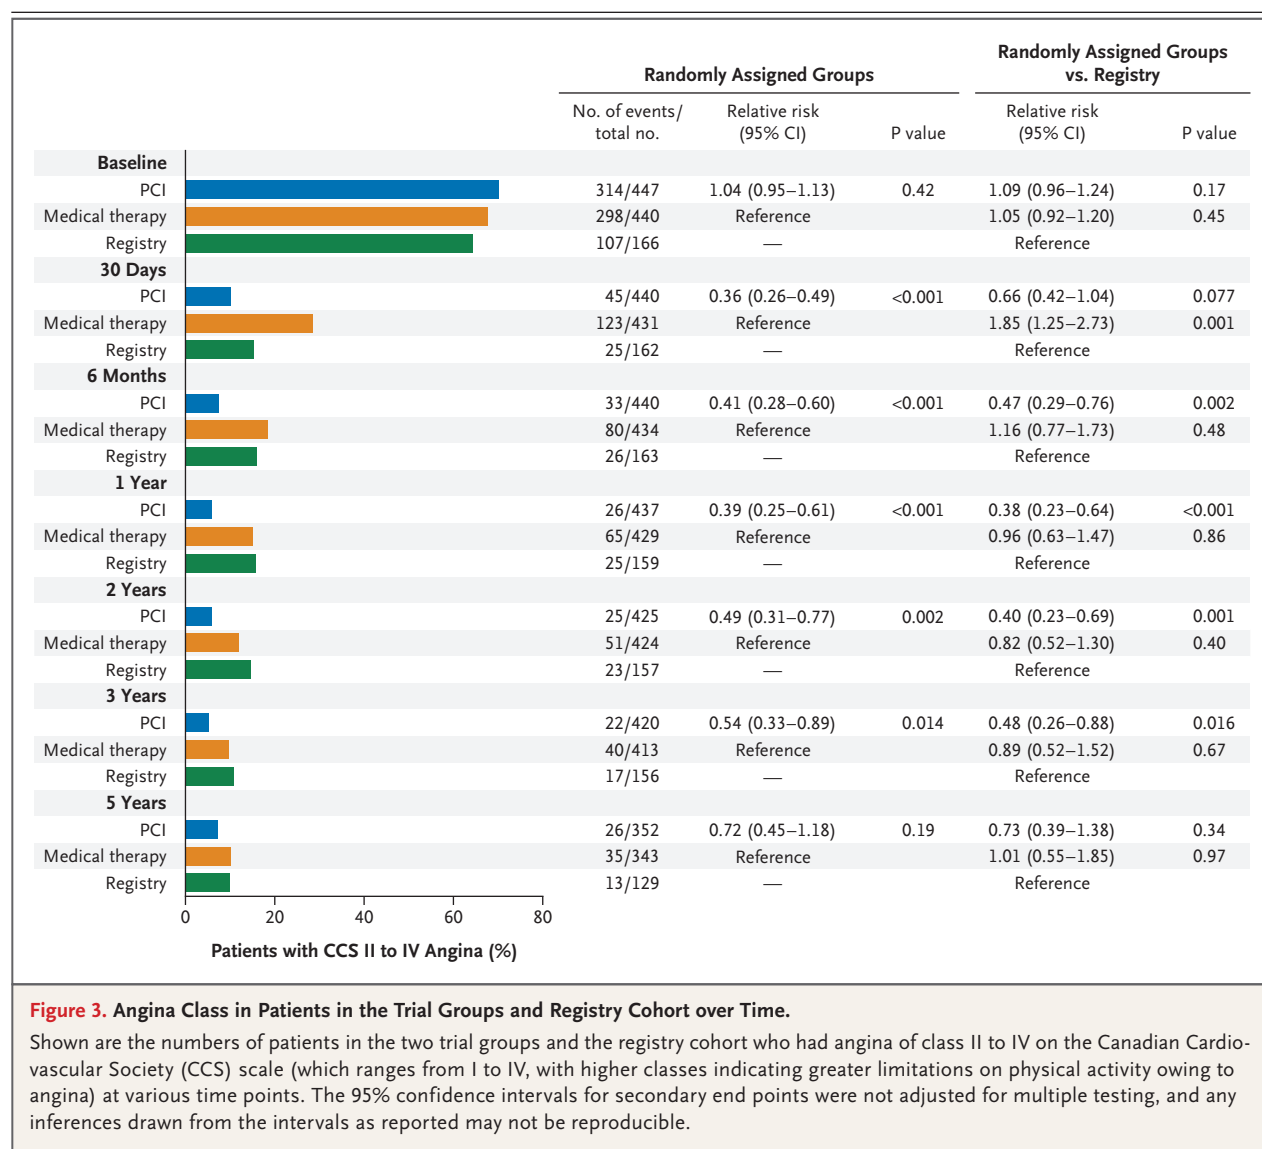 Randomly Assigned Groups
Randomly Assigned Groups
vs. Registry
No. of events/
total no.
Relative risk
(95% CI)
P value
Relative risk
(95% CI)
P value
Baseline
PCI 314/447 1.04 (0.95–1.13) 0.42 1.09 (0.96–1.24) 0.17
Medical therapy 298/440 Reference 1.05 (0.92–1.20) 0.45
Registry 107/166 — Reference
30 Days
PCI 45/440 0.36 (0.26–0.49) <0.001 0.66 (0.42–1.04) 0.077
Medical therapy 123/431 Reference 1.85 (1.25–2.73) 0.001
Registry 25/162 — Reference
6 Months
PCI 33/440 0.41 (0.28–0.60) <0.001 0.47 (0.29–0.76) 0.002
Medical therapy 80/434 Reference 1.16 (0.77–1.73) 0.48
Registry 26/163 — Reference
1 Year
PCI 26/437 0.39 (0.25–0.61) <0.001 0.38 (0.23–0.64) <0.001
Medical therapy 65/429 Reference 0.96 (0.63–1.47) 0.86
Registry 25/159 — Reference
2 Years
PCI 25/425 0.49 (0.31–0.77) 0.002 0.40 (0.23–0.69) 0.001
Medical therapy 51/424 Reference 0.82 (0.52–1.30) 0.40
Registry 23/157 — Reference
3 Years
PCI 22/420 0.54 (0.33–0.89) 0.014 0.48 (0.26–0.88) 0.016
Medical therapy 40/413 Reference 0.89 (0.52–1.52) 0.67
Registry 17/156 — Reference
5 Years
PCI 26/352 0.72 (0.45–1.18) 0.19 0.73 (0.39–1.38) 0.34
Medical therapy 35/343 Reference 1.01 (0.55–1.85) 0.97
Registry 13/129 — Reference
0 20 40 60 80
Patients with CCS II to IV Angina (%)
Figure 3. Angina Class in Patients in the Trial Groups and Registry Cohort over Time.
Shown are the numbers of patients in the two trial groups and the registry cohort who had angina of class II to IV on the Canadian Cardio-
vascular Society (CCS) scale (which ranges from I to IV, with higher classes indicating greater limitations on physical activity owing to
angina) at various time points. The 95% confidence intervals for secondary end points were not adjusted for multiple testing, and any
inferences drawn from the intervals as reported may not be reproducible.